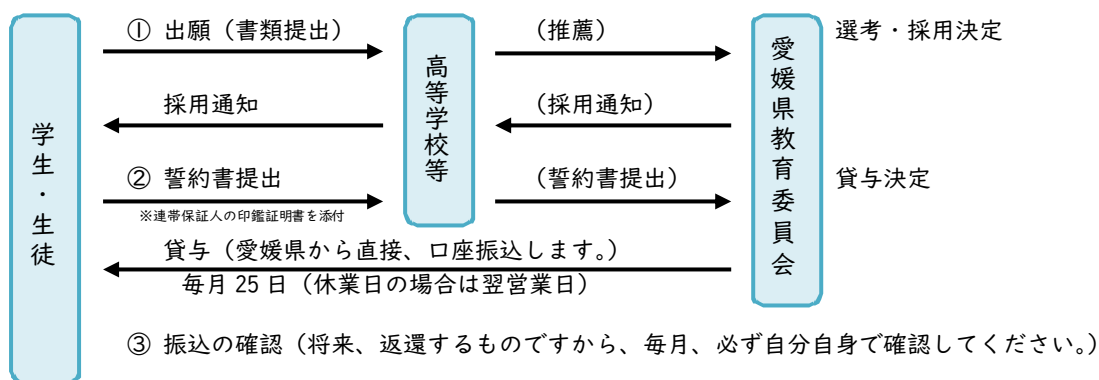 ① 出願（書類提出）
（推薦）
選考・採用決定
採用通知
（採用通知）
学生・生徒
高等学校等
愛媛県教育委員会
② 誓約書提出
（誓約書提出）
貸与決定
※連帯保証人の印鑑証明書を添付
貸与（愛媛県から直接、口座振込します。）
毎月 25 日（休業日の場合は翌営業日）
③ 振込の確認（将来、返還するものですから、毎月、必ず自分自身で確認してください。）